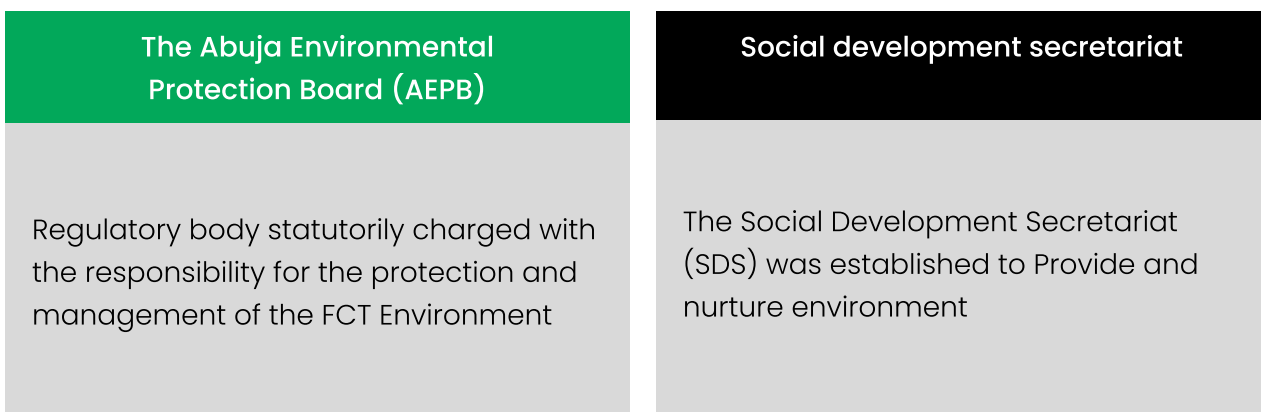 The Abuja Environmental
Protection Board (AEPB)
Regulatory body statutorily charged with
the responsibility for the protection and
management of the FCT Environment
Social development secretariat
The Social Development Secretariat
(SDS) was established to Provide and
nurture environment